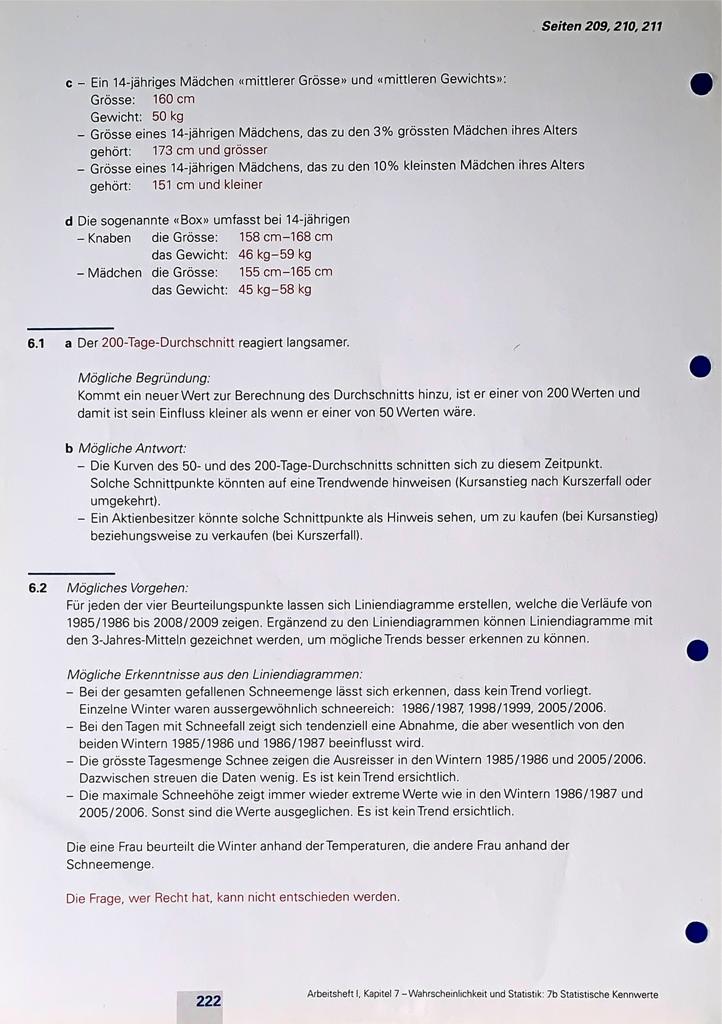 Seiten 209, 210, 211
c – Ein 14-jähriges Mädchen «mittlerer Grösse» und «mittleren Gewichts»:
Grösse: 160 cm
Gewicht: 50 kg
– Grösse eines 14-jährigen Mädchens, das zu den 3% grössten Mädchen ihres Alters
gehört: 173 cm und grösser
– Grösse eines 14-jährigen Mädchens, das zu den 10% kleinsten Mädchen ihres Alters
gehört: 151 cm und kleiner
d Die sogenannte «Box» umfasst bei 14-jährigen
– Knaben die Grösse: 158 cm–168 cm
das Gewicht: 46 kg–59 kg
– Mädchen die Grösse: 155 cm–165 cm
das Gewicht: 45 kg–58 kg
6.1 a Der 200-Tage-Durchschnitt reagiert langsamer.
Mögliche Begründung:
Kommt ein neuer Wert zur Berechnung des Durchschnitts hinzu, ist er einer von 200 Werten und
damit ist sein Einfluss kleiner als wenn er einer von 50 Werten wäre.
b Mögliche Antwort:
– Die Kurven des 50- und des 200-Tage-Durchschnitts schnitten sich zu diesem Zeitpunkt.
Solche Schnittpunkte könnten auf eine Trendwende hinweisen (Kursanstieg nach Kurszerfall oder
umgekehrt).
– Ein Aktienbesitzer könnte solche Schnittpunkte als Hinweis sehen, um zu kaufen (bei Kursanstieg)
beziehungsweise zu verkaufen (bei Kurszerfall).
6.2 Mögliches Vorgehen:
Für jeden der vier Beurteilungspunkte lassen sich Liniendiagramme erstellen, welche die Verläufe von
1985/1986 bis 2008/2009 zeigen. Ergänzend zu den Liniendiagrammen können Liniendiagramme mit
den 3-Jahres-Mitteln gezeichnet werden, um mögliche Trends besser erkennen zu können.
Mögliche Erkenntnisse aus den Liniendiagrammen:
– Bei der gesamten gefallenen Schneemenge lässt sich erkennen, dass kein Trend vorliegt.
Einzelne Winter waren aussergewöhnlich schneereich: 1986/1987, 1998/1999, 2005/2006.
– Bei den Tagen mit Schneefall zeigt sich tendenziell eine Abnahme, die aber wesentlich von den
beiden Wintern 1985/1986 und 1986/1987 beeinflusst wird.
– Die grösste Tagesmenge Schnee zeigen die Ausreisser in den Wintern 1985/1986 und 2005/2006.
Dazwischen streuen die Daten wenig. Es ist kein Trend ersichtlich.
– Die maximale Schneehöhe zeigt immer wieder extreme Werte wie in den Wintern 1986/1987 und
2005/2006. Sonst sind die Werte ausgeglichen. Es ist kein Trend ersichtlich.
Die eine Frau beurteilt die Winter anhand der Temperaturen, die andere Frau anhand der
Schneemenge.
Die Frage, wer Recht hat, kann nicht entschieden werden.
222 Arbeitsheft I, Kapitel 7 – Wahrscheinlichkeit und Statistik: 7b Statistische Kennwerte